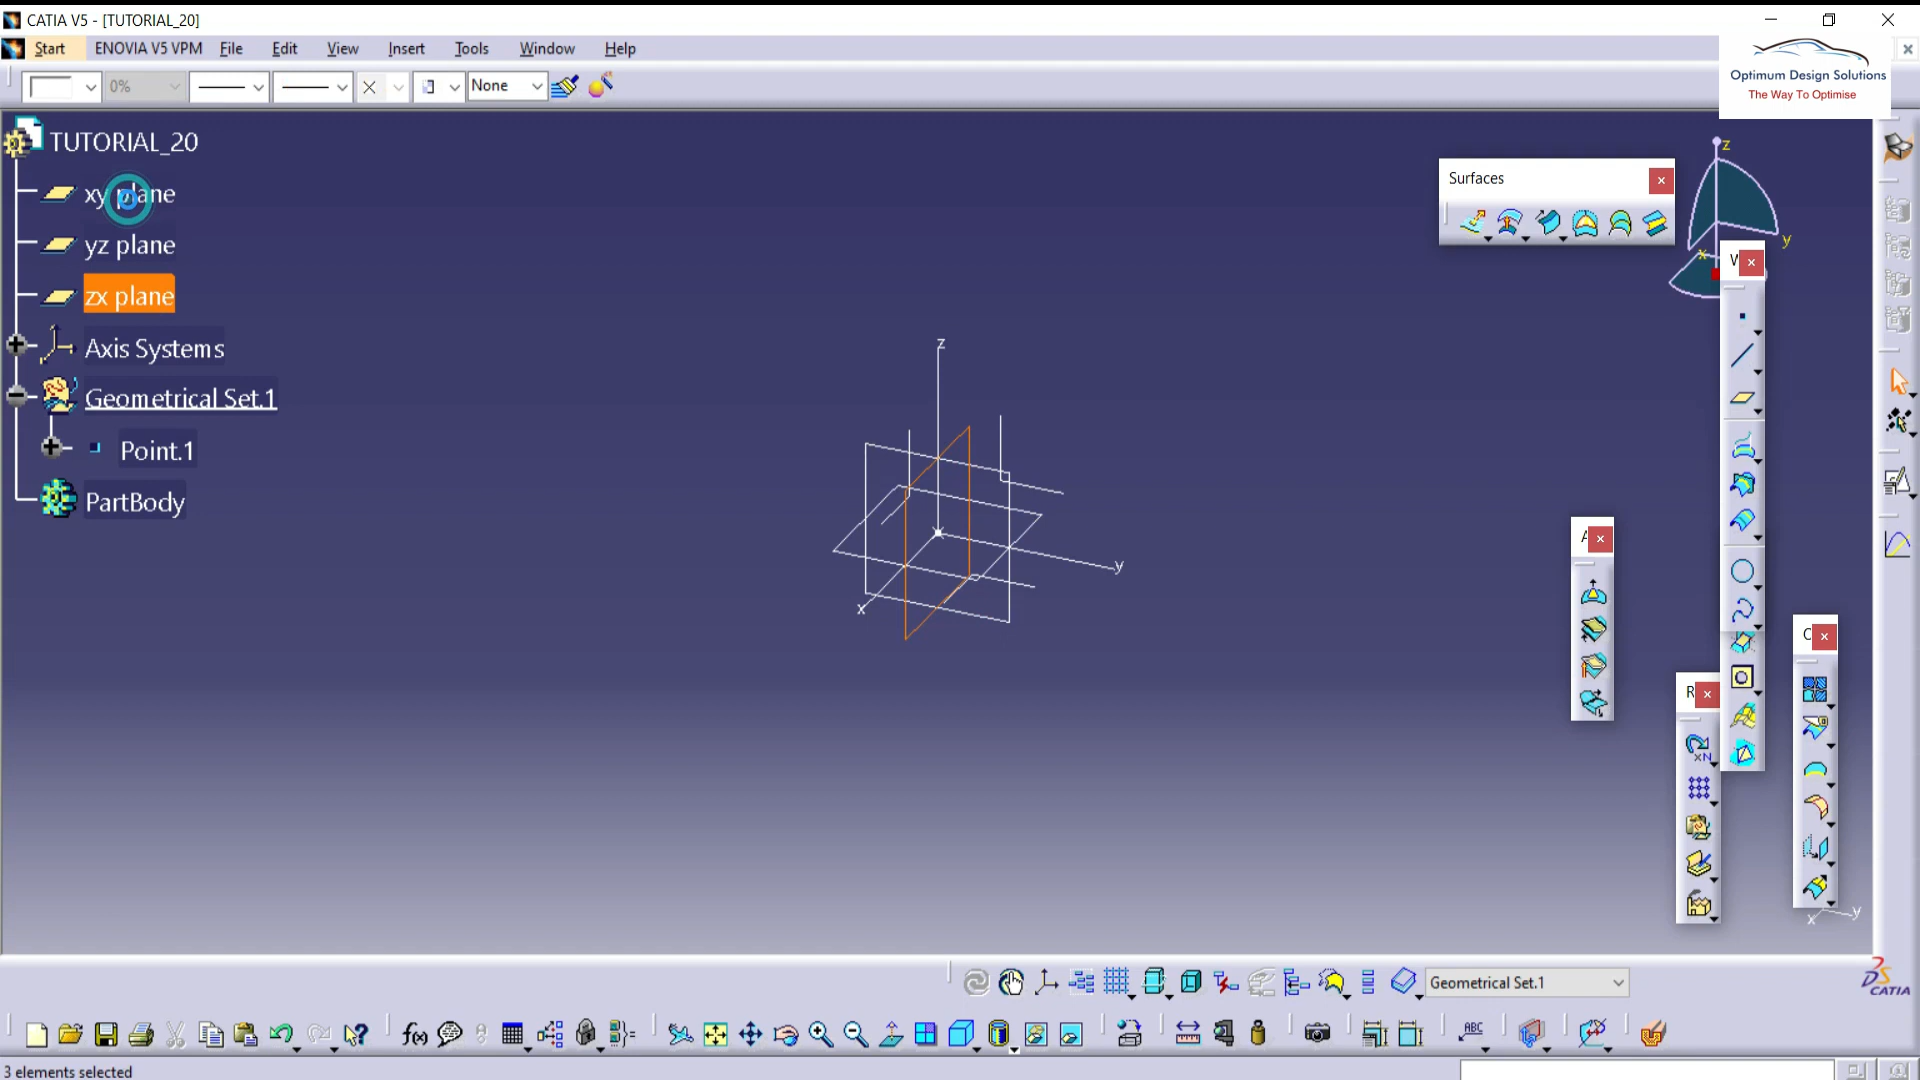 CATIA V5 - [TUTORIAL_20]
Start ENOVIA V5 VPM File Edit View Insert Tools Window Help
Optimum Design Solutions
The Way To Optimise
0% None
TUTORIAL_20
xy plane
yz plane
zx plane
Axis Systems
Geometrical Set.1
Point.1
PartBody
Surfaces
z
y
x
W
z
y
x
A
C
R
xN
x
y
Geometrical Set.1
CATIA
f(x)
ABC
3 elements selected